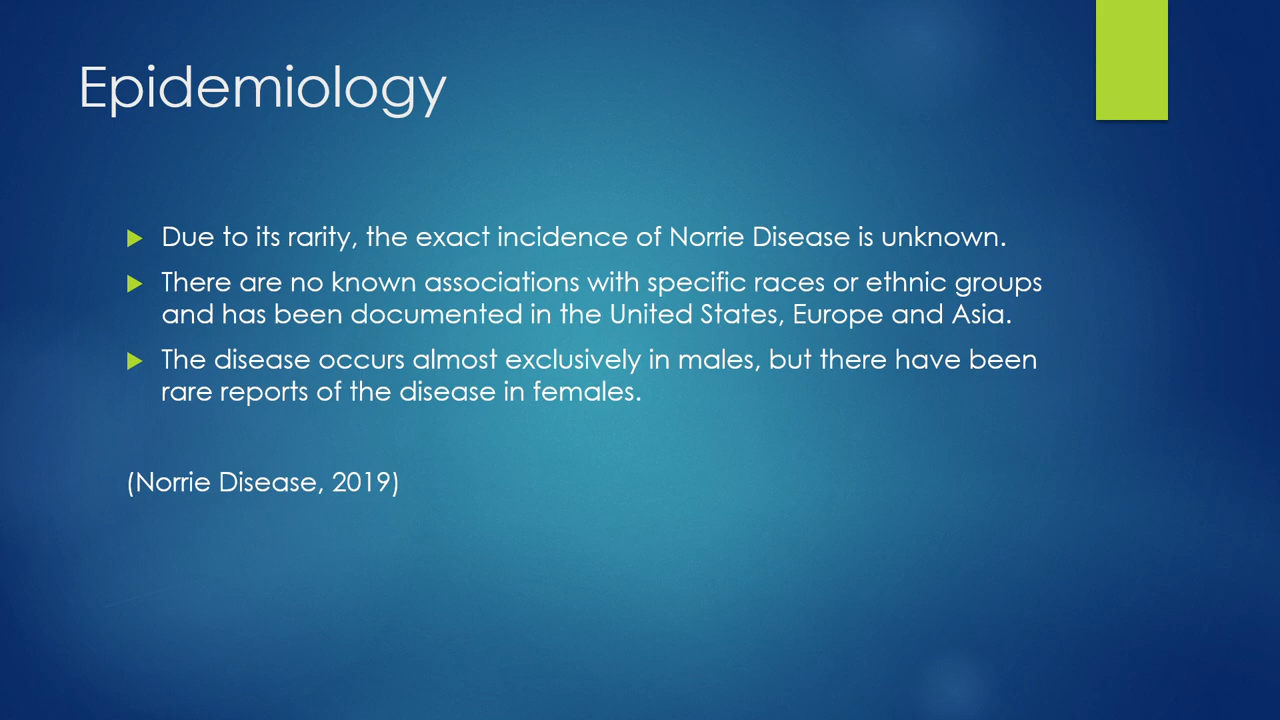 Epidemiology
Due to its rarity, the exact incidence of Norrie Disease is unknown.
There are no known associations with specific races or ethnic groups
and has been documented in the United States, Europe and Asia.
The disease occurs almost exclusively in males, but there have been
rare reports of the disease in females.
(Norrie Disease, 2019)